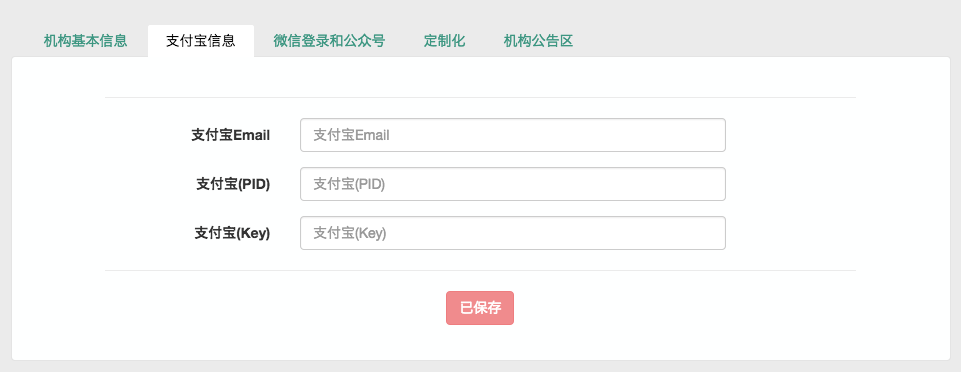 机构基本信息 支付宝信息 微信登录和公众号 定制化 机构公告区
支付宝Email 支付宝Email
支付宝(PID) 支付宝(PID)
支付宝(Key) 支付宝(Key)
已保存